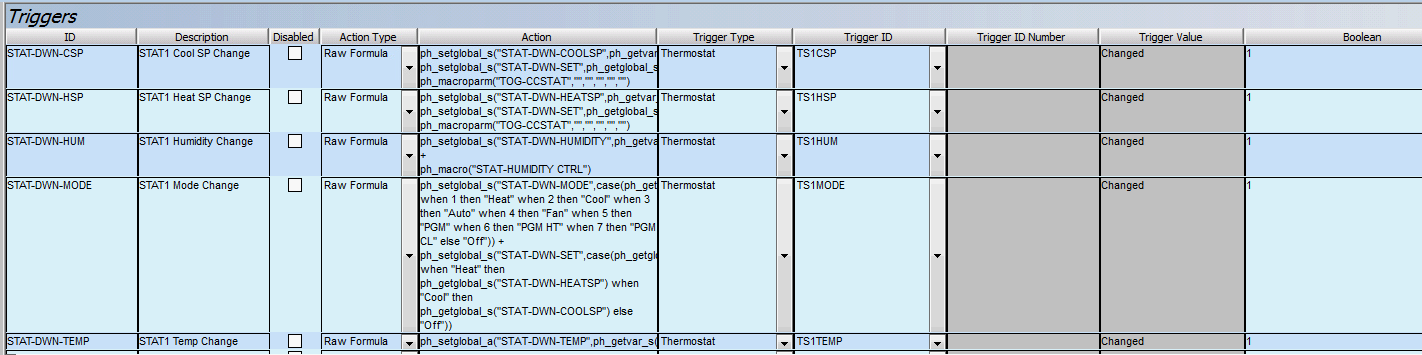 Triggers
ID Description Disabled Action Type Action Trigger Type Trigger ID Trigger ID Number Trigger Value Boolean
STAT-DWN-CSP STAT1 Cool SP Change Raw Formula ph_setglobal_s("STAT-DWN-COOLSP",ph_getvar Thermostat TS1CSP Changed 1
ph_setglobal_s("STAT-DWN-SET",ph_getglobal_s
ph_macroparm("TOG-CCSTAT","","","","","")
STAT-DWN-HSP STAT1 Heat SP Change Raw Formula ph_setglobal_s("STAT-DWN-HEATSP",ph_getvar Thermostat TS1HSP Changed 1
ph_setglobal_s("STAT-DWN-SET",ph_getglobal_s
ph_macroparm("TOG-CCSTAT","","","","","")
STAT-DWN-HUM STAT1 Humidity Change Raw Formula ph_setglobal_s("STAT-DWN-HUMIDITY",ph_getva Thermostat TS1HUM Changed 1
+
ph_macro("STAT-HUMIDITY CTRL")
STAT-DWN-MODE STAT1 Mode Change Raw Formula ph_setglobal_s("STAT-DWN-MODE",case(ph_get Thermostat TS1MODE Changed 1
when 1 then "Heat" when 2 then "Cool" when 3
then "Auto" when 4 then "Fan" when 5 then
"PGM" when 6 then "PGM HT" when 7 then "PGM
CL" else "Off")) +
ph_setglobal_s("STAT-DWN-SET",case(ph_getgl
when "Heat" then
ph_getglobal_s("STAT-DWN-HEATSP") when
"Cool" then
ph_getglobal_s("STAT-DWN-COOLSP") else
"Off"))
STAT-DWN-TEMP STAT1 Temp Change Raw Formula ph_setglobal_a("STAT-DWN-TEMP",ph_getvar_s( Thermostat TS1TEMP Changed 1